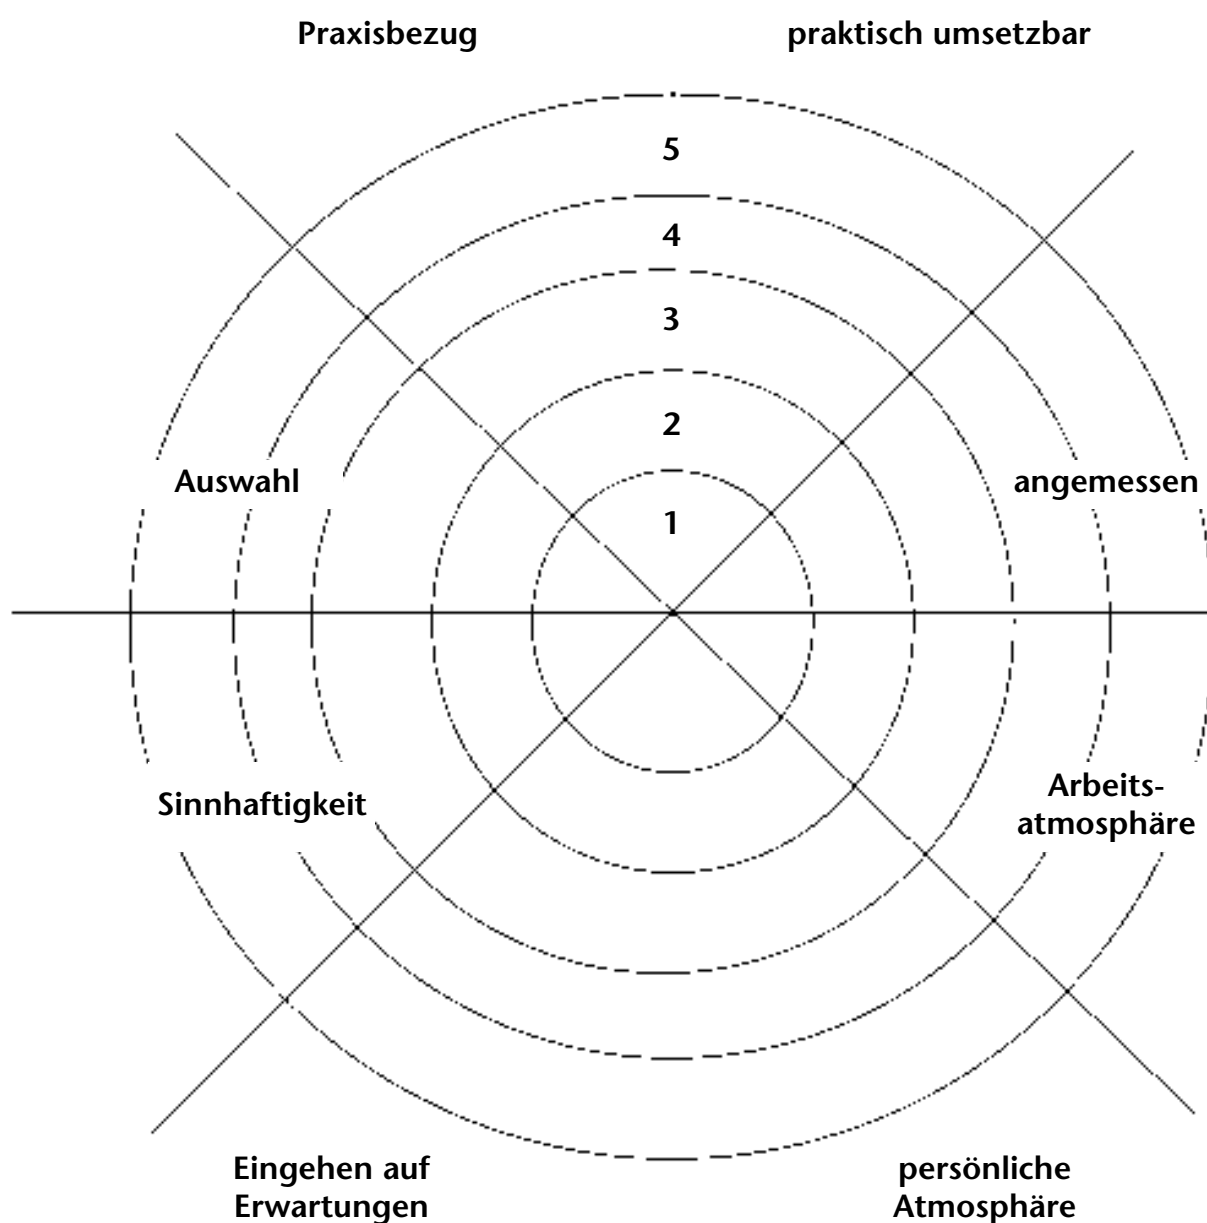 Praxisbezug
praktisch umsetzbar
5
4
3
2
Auswahl
angemessen
1
Sinnhaftigkeit
Arbeits-
atmosphäre
Eingehen auf
Erwartungen
persönliche
Atmosphäre